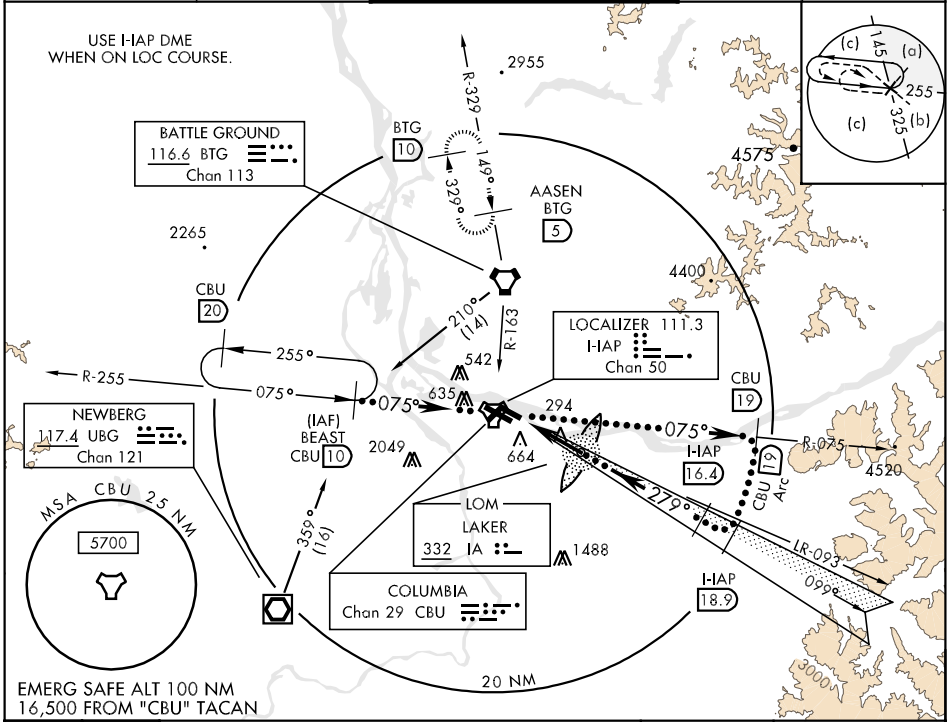 USE I-IAP DME
WHEN ON LOC COURSE.
2955
R-329
BTG
10
149°
329°
AASEN
BTG
5
BATTLE GROUND
116.6 BTG
Chan 113
4575
(c)
145
(a)
255
(b)
(c)
325
2265
4400
CBU
20
210°
(14)
R-163
LOCALIZER 111.3
I-IAP
Chan 50
255°
075°
R-255
542
635
075°
294
075°
CBU
19
R-075
4520
NEWBERG
117.4 UBG
Chan 121
(IAF)
BEAST
CBU 10
2049
664
I-IAP
16.4
19
CBU
Arc
279°
LOM
LAKER
332 IA
1488
LR-093
099°
359°
(16)
MSA CBU 25 NM
5700
COLUMBIA
Chan 29 CBU
I-IAP
18.9
20 NM
3000
EMERG SAFE ALT 100 NM
16,500 FROM "CBU" TACAN